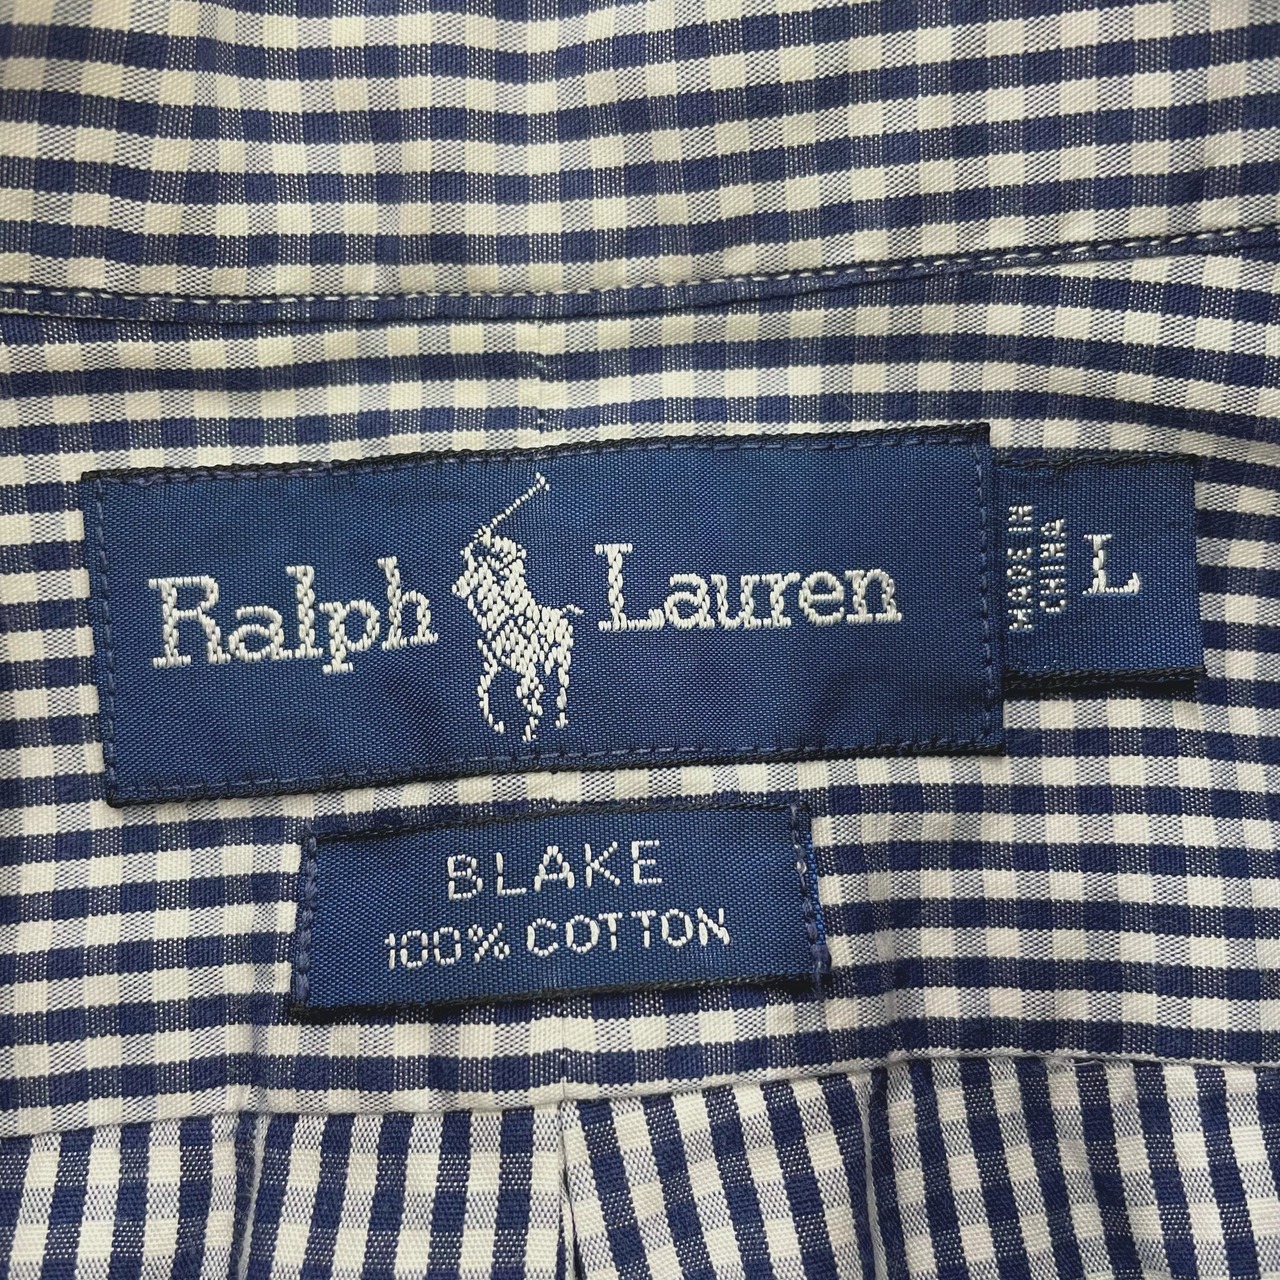 Ralph Lauren
MADE IN
CHINA
L
BLAKE
100% COTTON